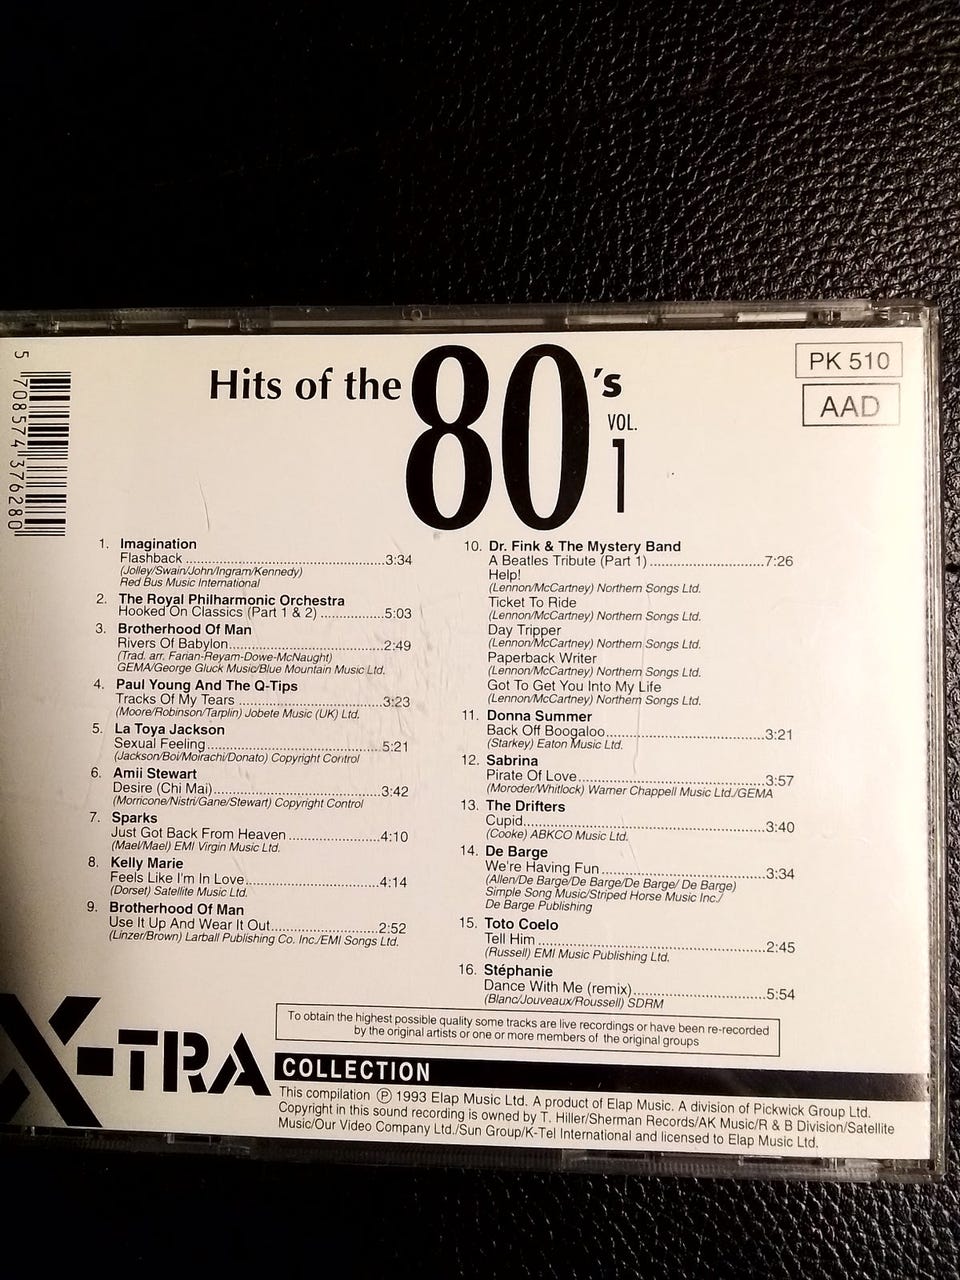 Hits of the 80's
VOL.
1
PK 510
AAD
5 708574 376280
1. Imagination
Flashback ..........3:34
(Jolley/Swain/John/Ingram/Kennedy)
Red Bus Music International
2. The Royal Philharmonic Orchestra
Hooked On Classics (Part 1 & 2) ..........5:03
3. Brotherhood Of Man
Rivers Of Babylon..........2:49
(Trad. arr. Farian-Reyam-Dowe-McNaught)
GEMA/George Gluck Music/Blue Mountain Music Ltd.
4. Paul Young And The Q-Tips
Tracks Of My Tears ..........3:23
(Moore/Robinson/Tarplin) Jobete Music (UK) Ltd.
5. La Toya Jackson
Sexual Feeling..........5:21
(Jackson/Boi/Moirachi/Donato) Copyright Control
6. Amii Stewart
Desire (Chi Mai)..........3:42
(Morricone/Nistri/Gane/Stewart) Copyright Control
7. Sparks
Just Got Back From Heaven ..........4:10
(Mael/Mael) EMI Virgin Music Ltd.
8. Kelly Marie
Feels Like I'm In Love..........4:14
(Dorset) Satellite Music Ltd.
9. Brotherhood Of Man
Use It Up And Wear It Out..........2:52
(Linzer/Brown) Larball Publishing Co. Inc./EMI Songs Ltd.
10. Dr. Fink & The Mystery Band
A Beatles Tribute (Part 1) ..........7:26
Help!
(Lennon/McCartney) Northern Songs Ltd.
Ticket To Ride
(Lennon/McCartney) Northern Songs Ltd.
Day Tripper
(Lennon/McCartney) Northern Songs Ltd.
Paperback Writer
(Lennon/McCartney) Northern Songs Ltd.
Got To Get You Into My Life
(Lennon/McCartney) Northern Songs Ltd.
11. Donna Summer
Back Off Boogaloo..........3:21
(Starkey) Eaton Music Ltd.
12. Sabrina
Pirate Of Love..........3:57
(Moroder/Whitlock) Warner Chappell Music Ltd./GEMA
13. The Drifters
Cupid..........3:40
(Cooke) ABKCO Music Ltd.
14. De Barge
We're Having Fun..........3:34
(Allen/De Barge/De Barge/De Barge/ De Barge)
Simple Song Music/Striped Horse Music Inc./
De Barge Publishing
15. Toto Coelo
Tell Him ..........2:45
(Russell) EMI Music Publishing Ltd.
16. Stéphanie
Dance With Me (remix)..........5:54
(Blanc/Jouveaux/Roussell) SDRM
To obtain the highest possible quality some tracks are live recordings or have been re-recorded
by the original artists or one or more members of the original groups
X-TRA
COLLECTION
This compilation Ⓟ 1993 Elap Music Ltd. A product of Elap Music. A division of Pickwick Group Ltd.
Copyright in this sound recording is owned by T. Hiller/Sherman Records/AK Music/R & B Division/Satellite
Music/Our Video Company Ltd./Sun Group/K-Tel International and licensed to Elap Music Ltd.